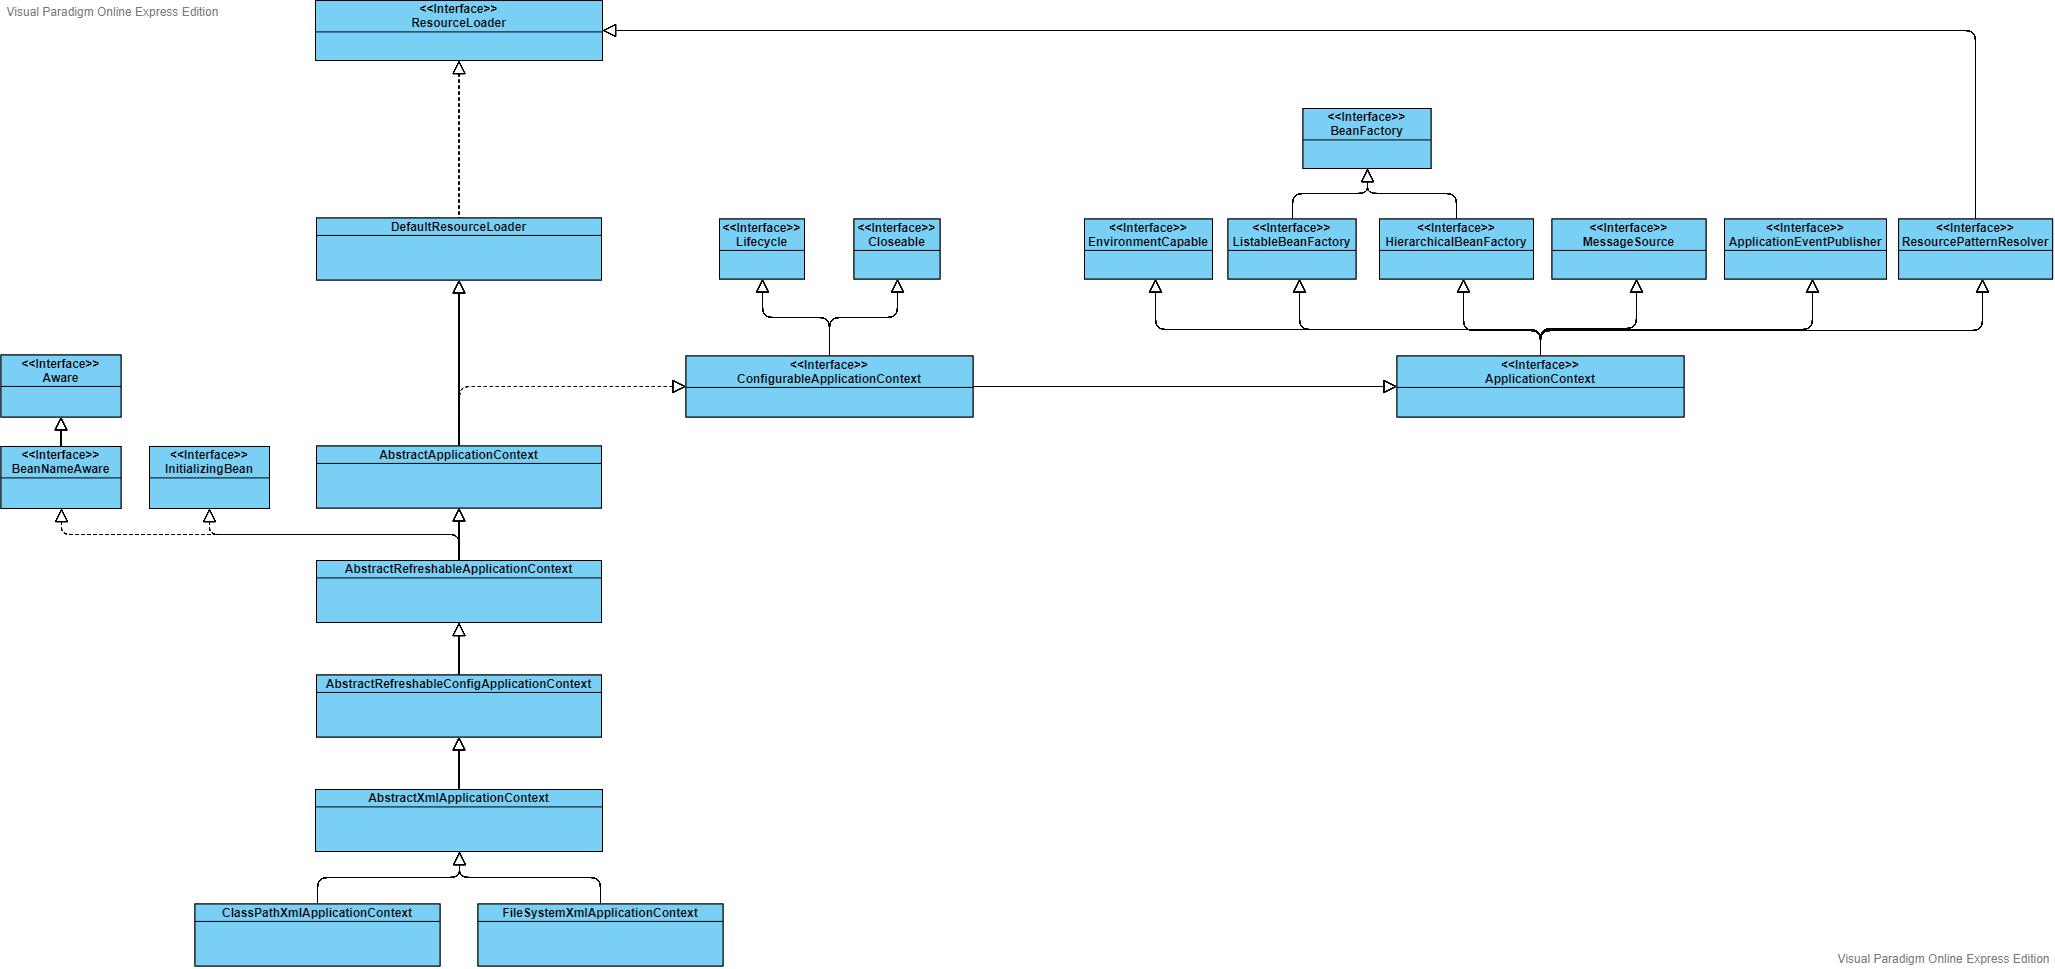 Visual Paradigm Online Express Edition
<<Interface>>
ResourceLoader
<<Interface>>
BeanFactory
DefaultResourceLoader
<<Interface>>
Lifecycle
<<Interface>>
Closeable
<<Interface>>
EnvironmentCapable
<<Interface>>
ListableBeanFactory
<<Interface>>
HierarchicalBeanFactory
<<Interface>>
MessageSource
<<Interface>>
ApplicationEventPublisher
<<Interface>>
ResourcePatternResolver
<<Interface>>
Aware
<<Interface>>
ConfigurableApplicationContext
<<Interface>>
ApplicationContext
<<Interface>>
BeanNameAware
<<Interface>>
InitializingBean
AbstractApplicationContext
AbstractRefreshableApplicationContext
AbstractRefreshableConfigApplicationContext
AbstractXmlApplicationContext
ClassPathXmlApplicationContext
FileSystemXmlApplicationContext
Visual Paradigm Online Express Edition